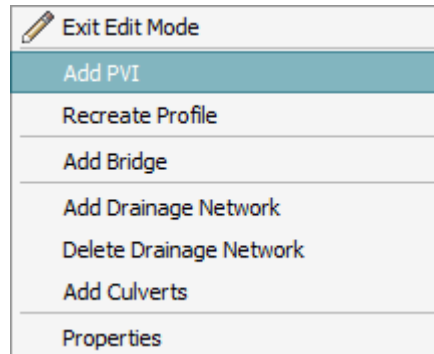 Exit Edit Mode
Add PVI
Recreate Profile
Add Bridge
Add Drainage Network
Delete Drainage Network
Add Culverts
Properties